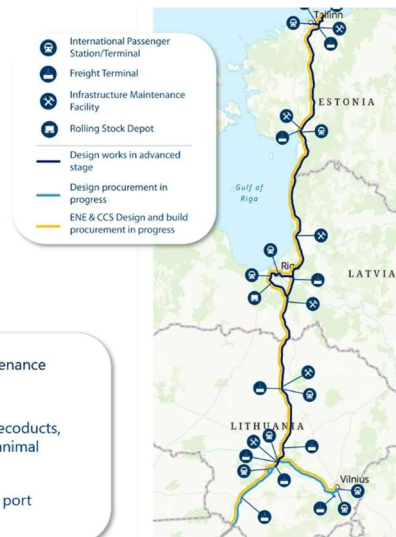 Tallinn
International Passenger
Station/Terminal
Freight Terminal
Infrastructure Maintenance
Facility
Rolling Stock Depot
Design works in advanced
stage
Design procurement in
progress
ENE & CCS Design and build
procurement in progress
ESTONIA
Gulf of
Riga
LATVIA
LITHUANIA
Vilnius
ecoducts,
port